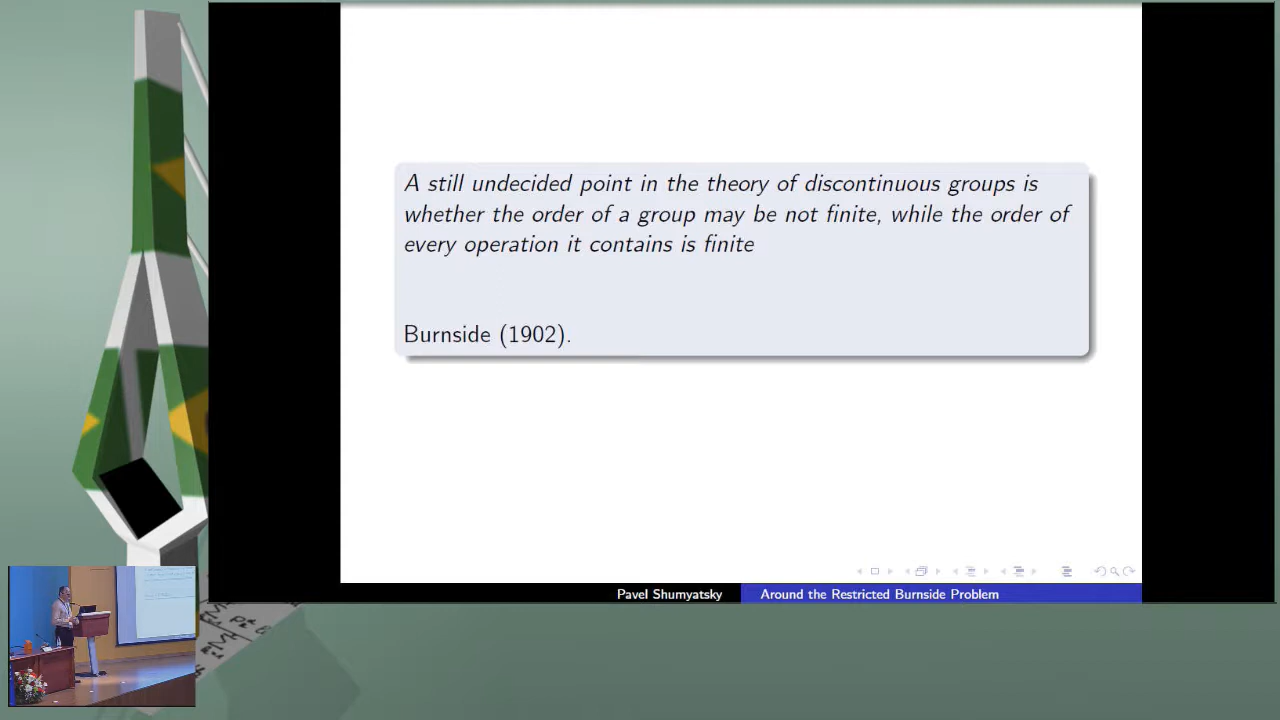 A still undecided point in the theory of discontinuous groups is
whether the order of a group may be not finite, while the order of
every operation it contains is finite
Burnside (1902).
Pavel Shumyatsky
Around the Restricted Burnside Problem